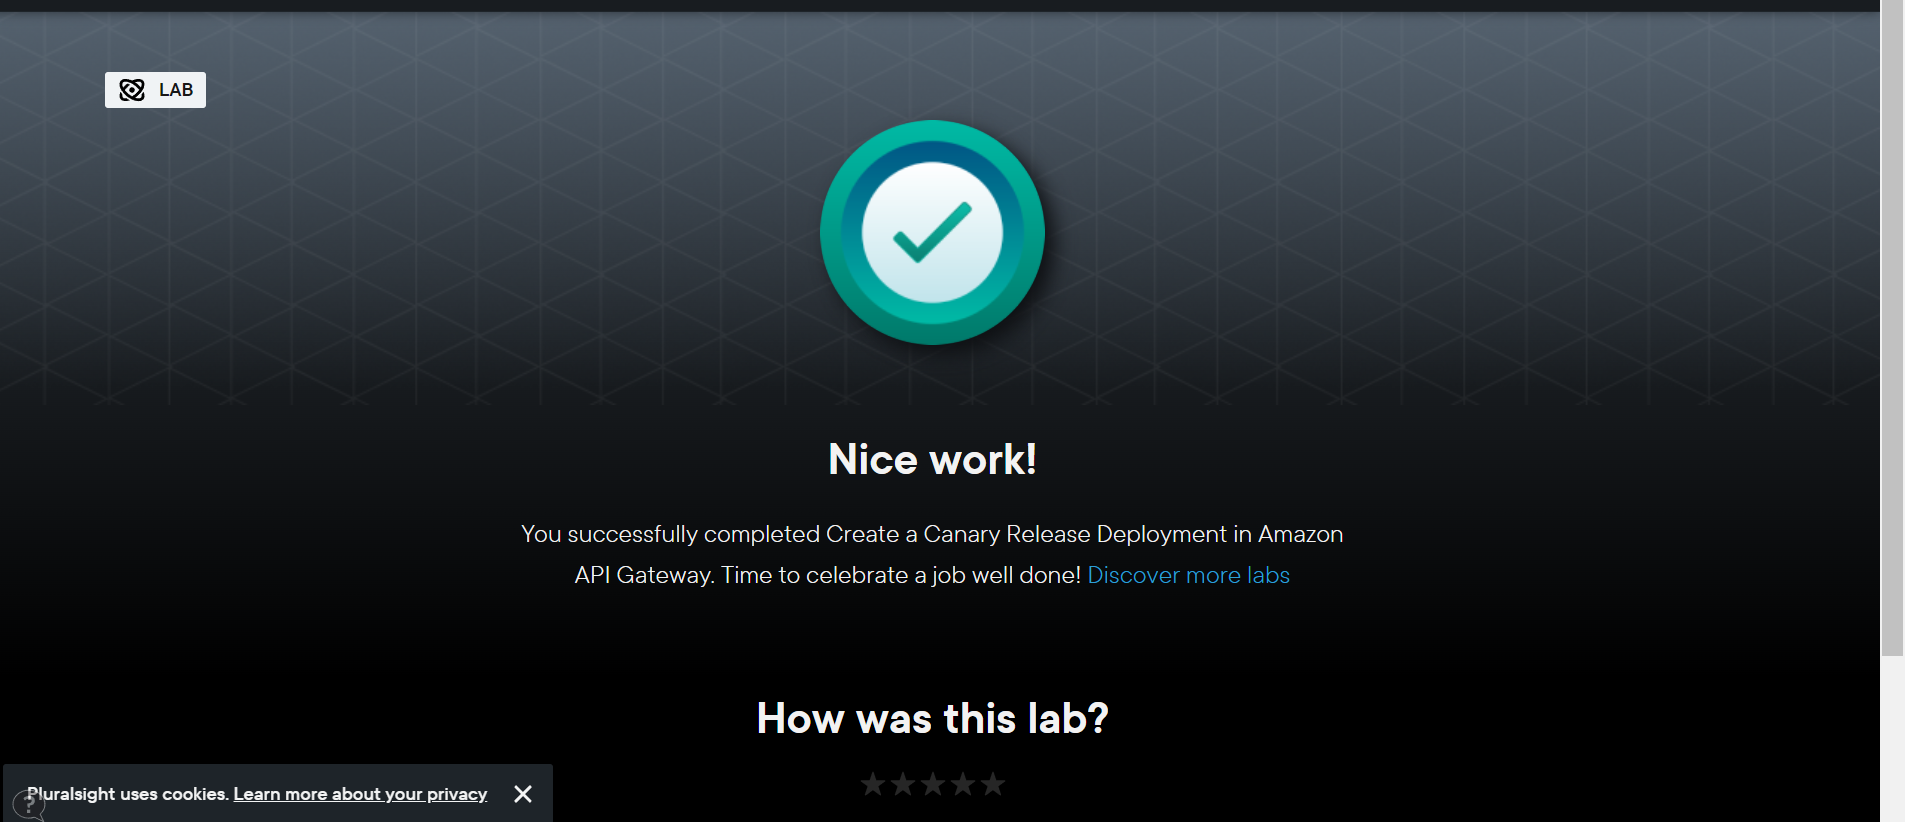 LAB
Nice work!
You successfully completed Create a Canary Release Deployment in Amazon
API Gateway. Time to celebrate a job well done! Discover more labs
How was this lab?
Pluralsight uses cookies. Learn more about your privacy
?